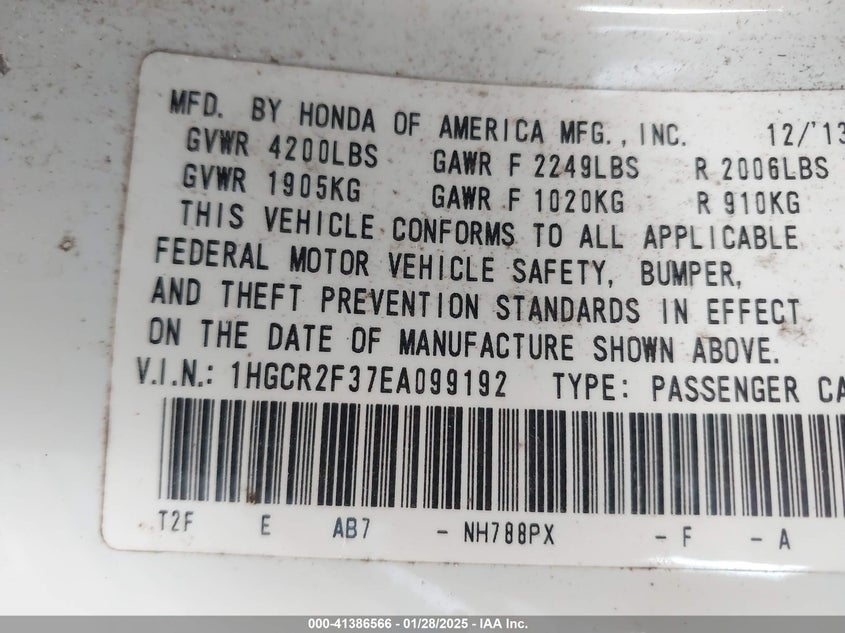 MFD. BY HONDA OF AMERICA MFG., INC. 12/'13
GVWR 4200LBS GAWR F 2249LBS R 2006LBS
GVWR 1905KG GAWR F 1020KG R 910KG
THIS VEHICLE CONFORMS TO ALL APPLICABLE
FEDERAL MOTOR VEHICLE SAFETY, BUMPER,
AND THEFT PREVENTION STANDARDS IN EFFECT
ON THE DATE OF MANUFACTURE SHOWN ABOVE.
V.I.N.: 1HGCR2F37EA099192 TYPE: PASSENGER CA
T2F E AB7 - NH788PX - F - A
000-41386566 | 01/28/2025 - IAA Inc.